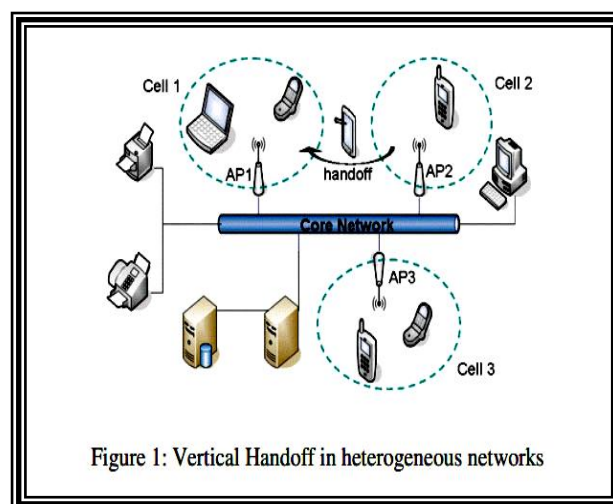 Cell 1
Cell 2
AP1
handoff
AP2
Core Network
AP3
Cell 3
Figure 1: Vertical Handoff in heterogeneous networks